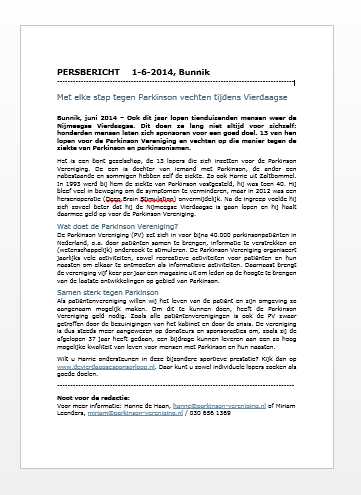 PERSBERICHT 1-6-2014, Bunnik
Met elke stap tegen Parkinson vechten tijdens Vierdaagse
Bunnik, juni 2014 – Ook dit jaar lopen tienduizenden mensen weer de
Nijmeegse Vierdaagse. Dit doen ze lang niet altijd voor zichzelf:
honderden mensen laten zich sponsoren voor een goed doel. 13 van hen
lopen voor de Parkinson Vereniging en vechten op die manier tegen de
ziekte van Parkinson en parkinsonismen.
Het is een bont gezelschap, de 13 lopers die zich inzetten voor de Parkinson
Vereniging. De een is dochter van iemand met Parkinson, de ander een
nabestaande en sommigen hebben zelf de ziekte. Zo ook Harrie uit Zaltbommel.
In 1993 werd bij hem de ziekte van Parkinson vastgesteld, hij was toen 40. Hij
bleef veel in beweging om de symptomen te verminderen, maar in 2012 was een
hersenoperatie (Deep Brain Stimulation) onvermijdelijk. Na de ingreep voelde hij
zich zoveel beter dat hij de Nijmeegse Vierdaagse is gaan lopen en hij haalt
daarmee geld op voor de Parkinson Vereniging.
Wat doet de Parkinson Vereniging?
De Parkinson Vereniging (PV) zet zich in voor bijna 40.000 parkinsonpatiënten in
Nederland, o.a. door patiënten samen te brengen, informatie te verstrekken en
(wetenschappelijk) onderzoek te stimuleren. De Parkinson Vereniging organiseert
jaarlijks vele activiteiten, zowel recreatieve activiteiten voor patiënten en hun
naasten om elkaar te ontmoeten als informatieve activiteiten. Daarnaast brengt
de vereniging vijf keer per jaar een magazine uit om leden op de hoogte te brengen
van de laatste ontwikkelingen op gebied van Parkinson.
Samen sterk tegen Parkinson
Als patiëntenvereniging willen wij het leven van de patiënt en zijn omgeving zo
aangenaam mogelijk maken. Om dit te kunnen doen, heeft de Parkinson
Vereniging geld nodig. Zoals alle patiëntenverenigingen is ook de PV zwaar
getroffen door de bezuinigingen van het kabinet en door de crisis. De vereniging
is dus steeds meer aangewezen op donateurs en sponsoracties om, zoals zij de
afgelopen 37 jaar heeft gedaan, een bijdrage kunnen leveren aan een zo hoog
mogelijke kwaliteit van leven voor mensen met Parkinson en hun naasten.
Wilt u Harrie ondersteunen in deze bijzondere sportieve prestatie? Kijk dan op
www.devierdaagsesponsorloop.nl. Daar kunt u zowel individuele lopers zoeken als
goede doelen.
Noot voor de redactie:
Voor meer informatie: Hanne de Haan, hanne@parkinson-vereniging.nl of Miriam
Leenders, miriam@parkinson-vereniging.nl / 030 656 1369